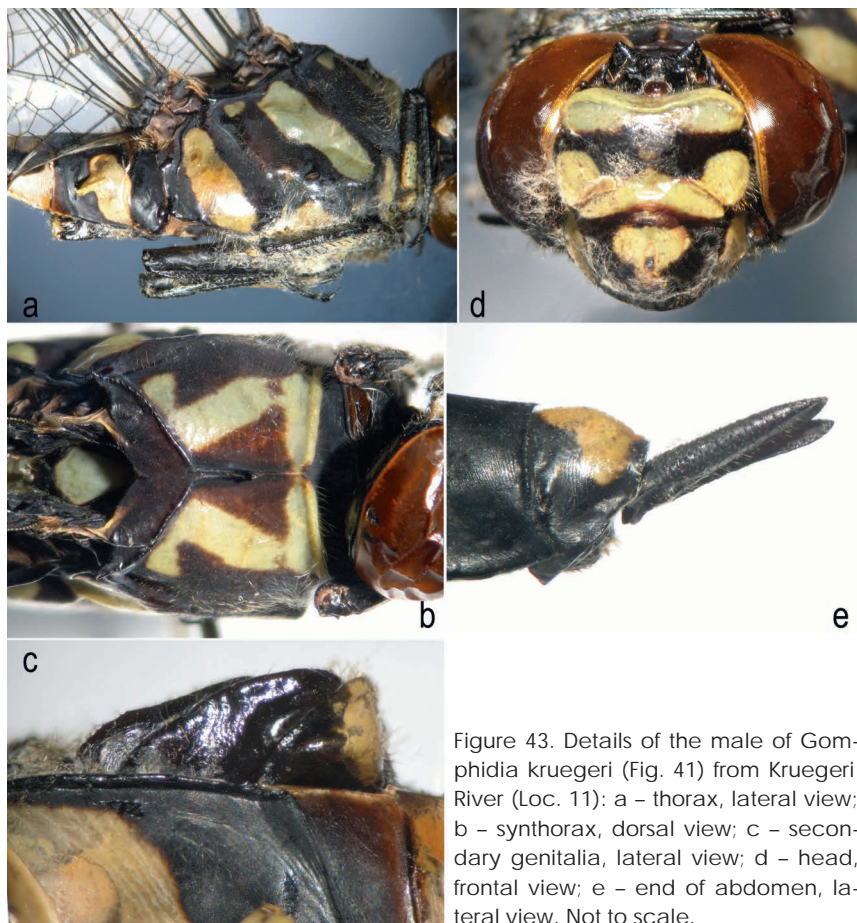 a
d
b
e
c
Figure 43. Details of the male of Gom-
phidia kruegeri (Fig. 41) from Kruegeri
River (Loc. 11): a – thorax, lateral view;
b – synthorax, dorsal view; c – secon-
dary genitalia, lateral view; d – head,
frontal view; e – end of abdomen, la-
teral view. Not to scale.